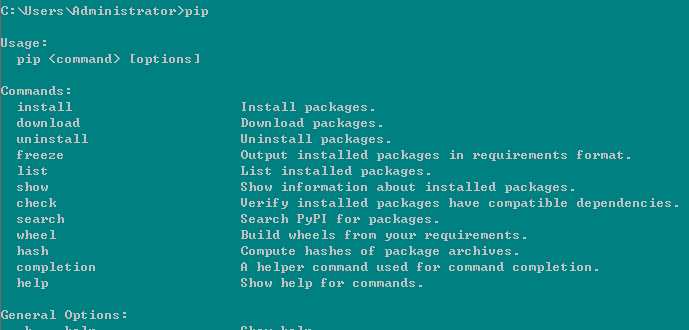 C:\Users\Administrator>pip
Usage:
pip <command> [options]
Commands:
install Install packages.
download Download packages.
uninstall Uninstall packages.
freeze Output installed packages in requirements format.
list List installed packages.
show Show information about installed packages.
check Verify installed packages have compatible dependencies.
search Search PyPI for packages.
wheel Build wheels from your requirements.
hash Compute hashes of package archives.
completion A helper command used for command completion.
help Show help for commands.
General Options: